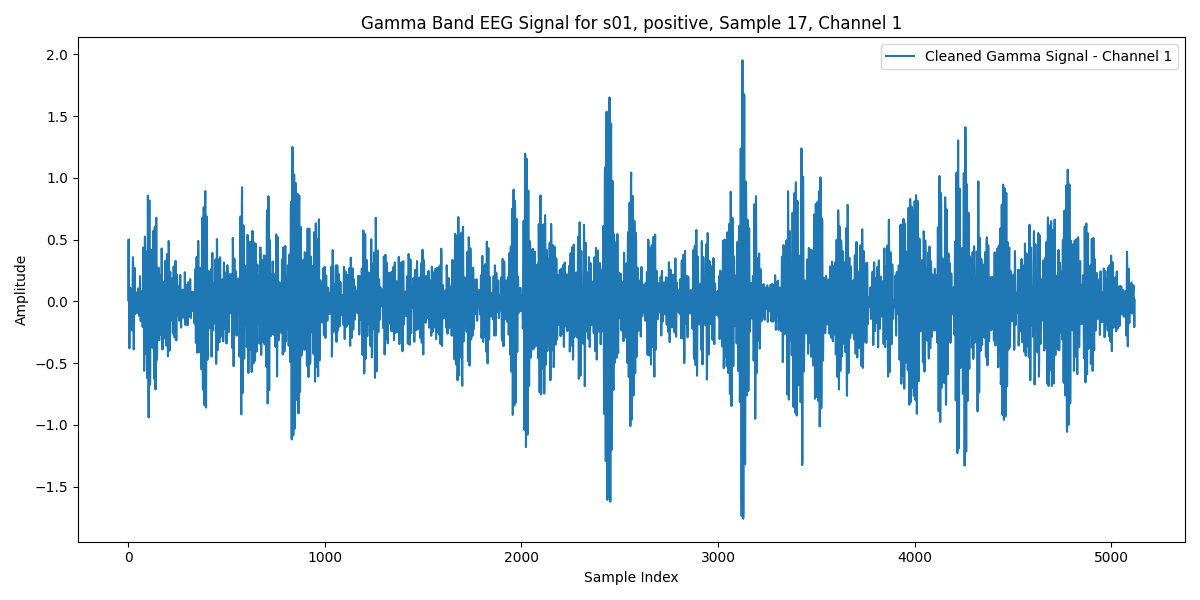 Gamma Band EEG Signal for s01, positive, Sample 17, Channel 1
Cleaned Gamma Signal - Channel 1
Amplitude
2.0
1.5
1.0
0.5
0.0
−0.5
−1.0
−1.5
0 1000 2000 3000 4000 5000
Sample Index